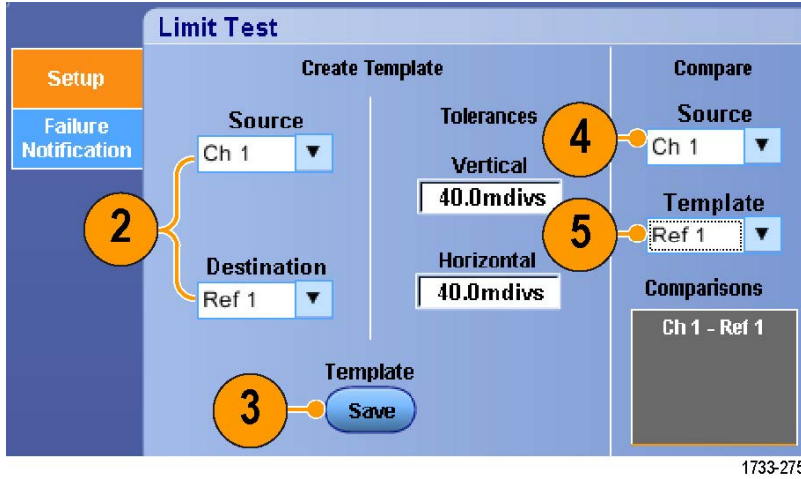 Limit Test
Setup
Failure
Notification
Create Template
Source
Ch 1
2
Destination
Ref 1
Tolerances
Vertical
40.0mdivs
Horizontal
40.0mdivs
Template
3
Save
Compare
Source
4
Ch 1
Template
5
Ref 1
Comparisons
Ch 1 - Ref 1
1733-275